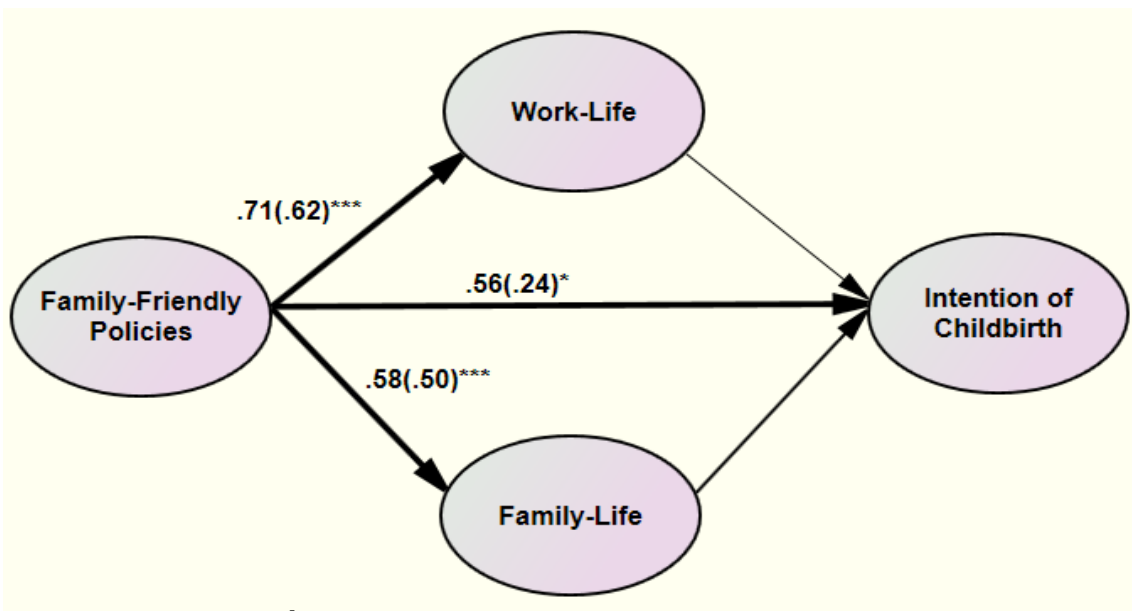 Work-Life
.71(.62)***
.56(.24)*
Family-Friendly
Policies
Intention of
Childbirth
.58(.50)***
Family-Life